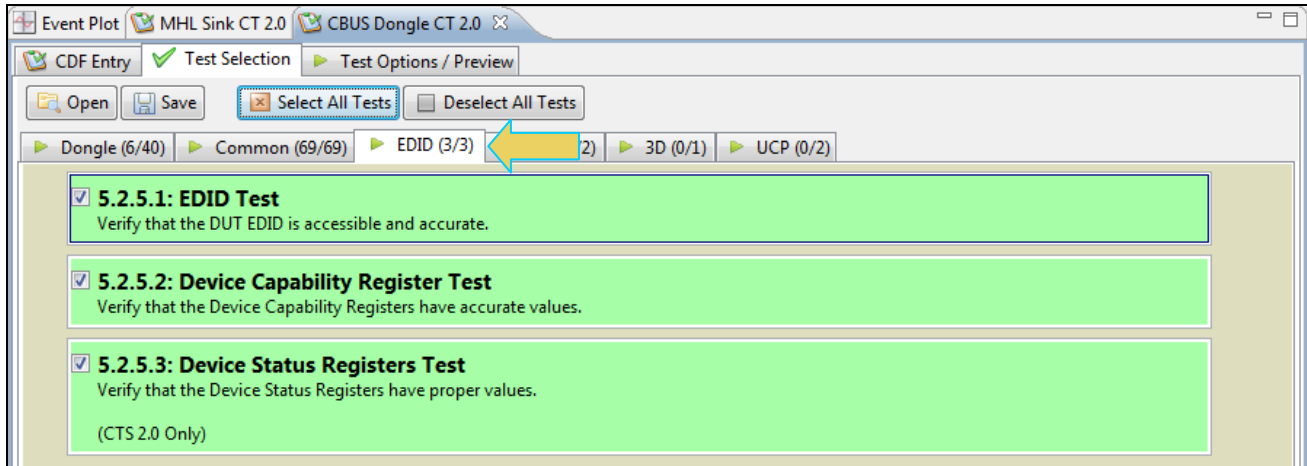 Event Plot MHL Sink CT 2.0 CBUS Dongle CT 2.0
CDF Entry Test Selection Test Options / Preview
Open Save Select All Tests Deselect All Tests
Dongle (6/40) Common (69/69) EDID (3/3) 2) 3D (0/1) UCP (0/2)
5.2.5.1: EDID Test
Verify that the DUT EDID is accessible and accurate.
5.2.5.2: Device Capability Register Test
Verify that the Device Capability Registers have accurate values.
5.2.5.3: Device Status Registers Test
Verify that the Device Status Registers have proper values.
(CTS 2.0 Only)